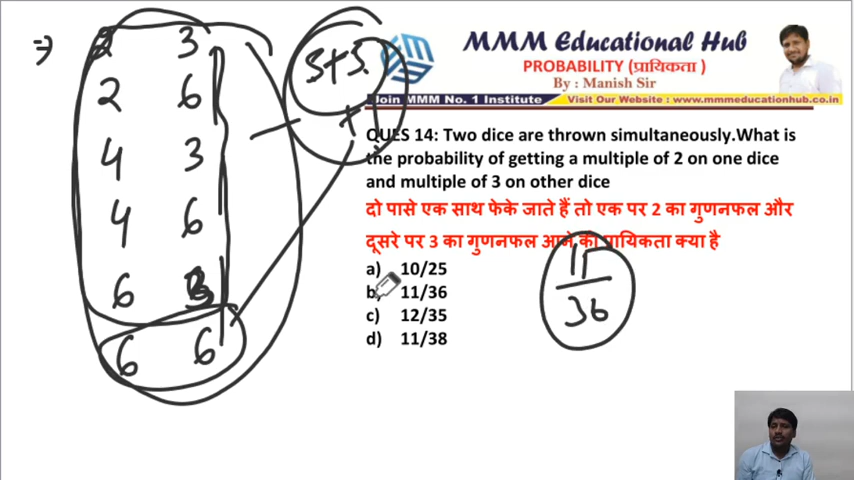 ⇒ 2 3
2 6
4 3
4 6
6 3
6 6
5+5
+
MMM Educational Hub
PROBABILITY (प्रायिकता )
By : Manish Sir
Join MMM No. 1 Institute Visit Our Website : www.mmmeducationhub.co.in
QUES 14: Two dice are thrown simultaneously.What is
the probability of getting a multiple of 2 on one dice
and multiple of 3 on other dice
दो पासे एक साथ फेके जाते हैं तो एक पर 2 का गुणनफल और
दूसरे पर 3 का गुणनफल आने की प्रायिकता क्या है
a) 10/25
b) 11/36
c) 12/35
d) 11/38
11
36